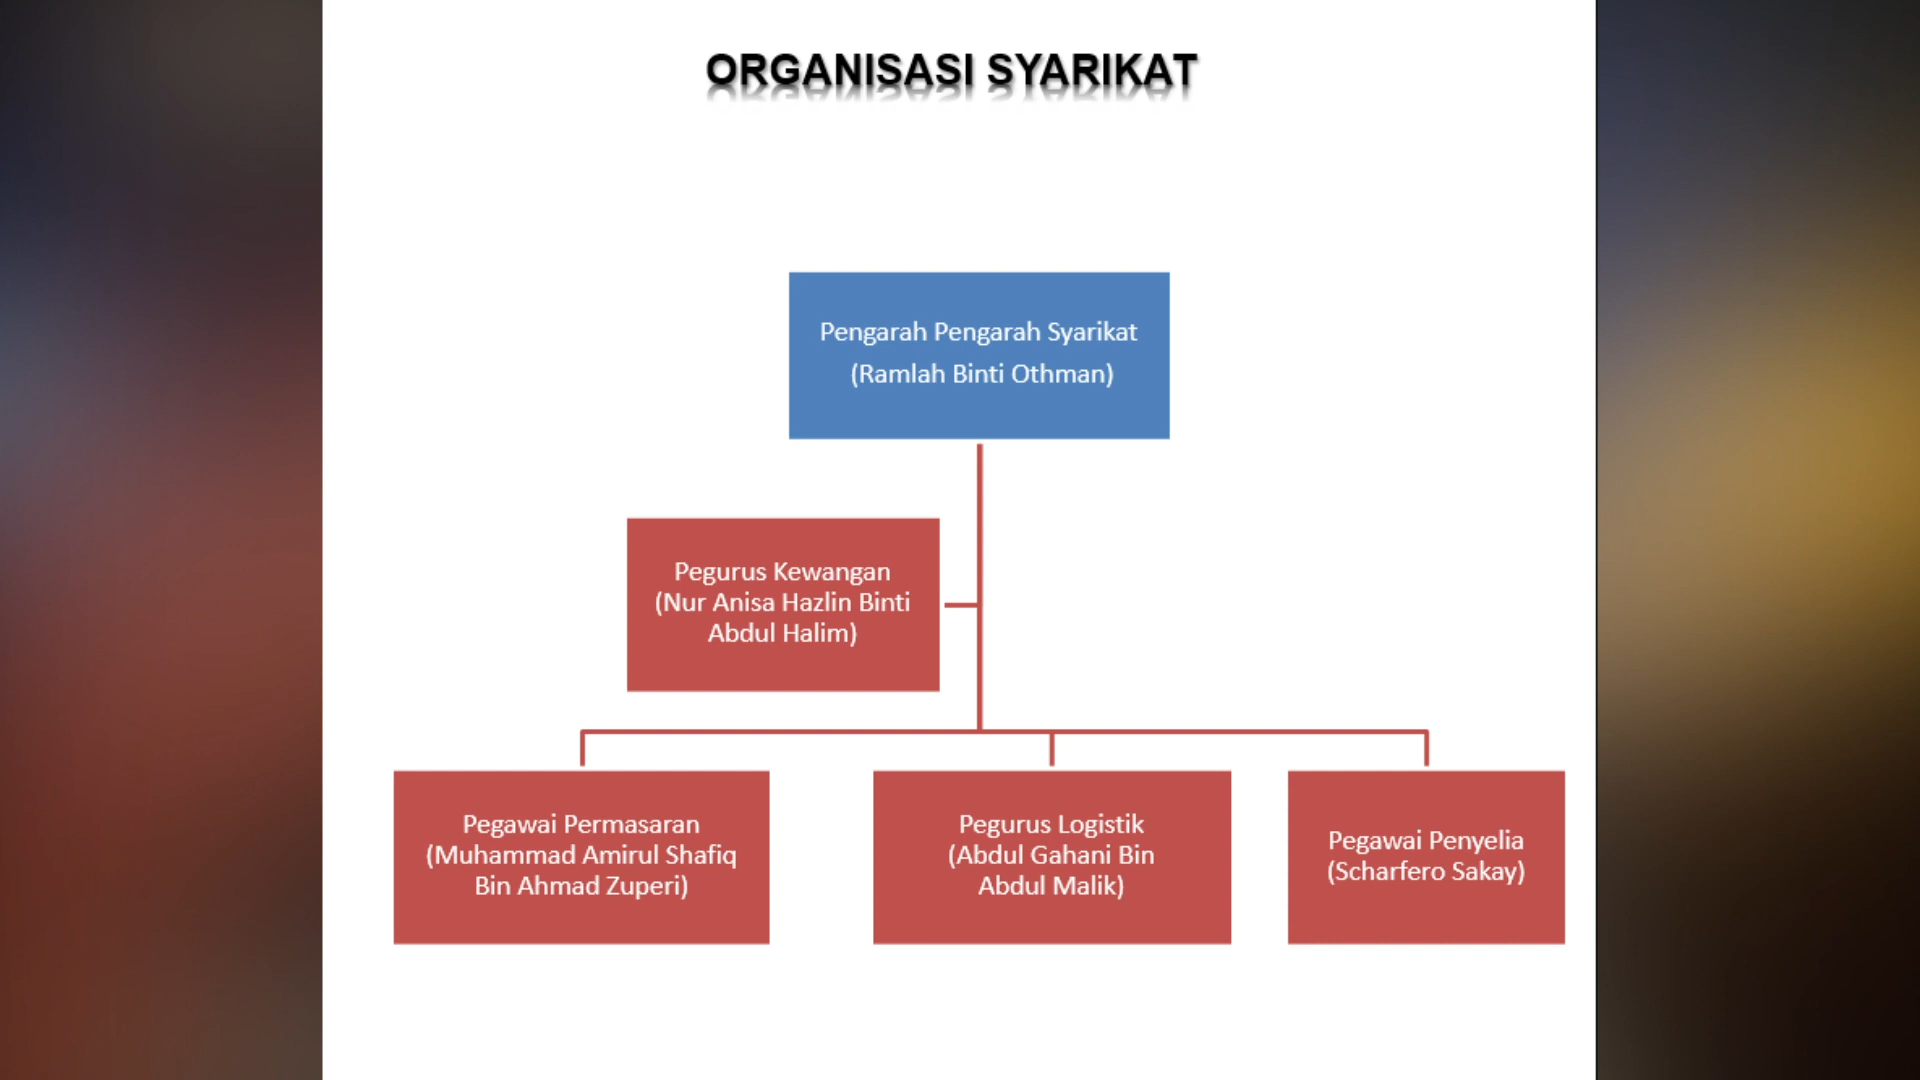 ORGANISASI SYARIKAT
Pengarah Pengarah Syarikat
(Ramlah Binti Othman)
Pegurus Kewangan
(Nur Anisa Hazlin Binti
Abdul Halim)
Pegawai Permasaran
(Muhammad Amirul Shafiq
Bin Ahmad Zuperi)
Pegurus Logistik
(Abdul Gahani Bin
Abdul Malik)
Pegawai Penyelia
(Scharfero Sakay)